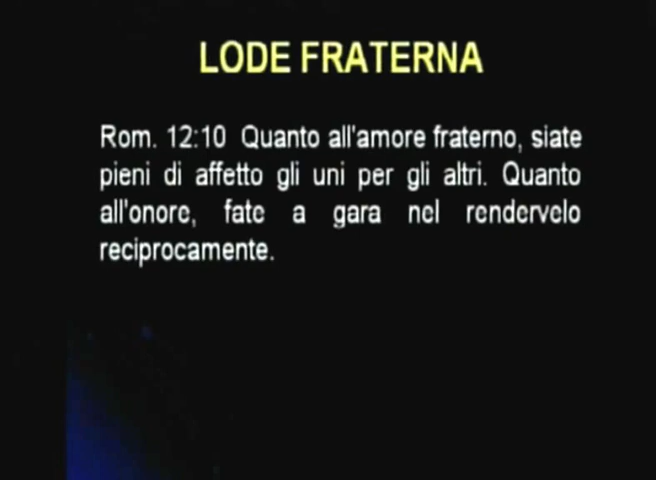 LODE FRATERNA
Rom. 12:10 Quanto all'amore fraterno, siate
pieni di affetto gli uni per gli altri. Quanto
all'onore, fate a gara nel rendervelo
reciprocamente.